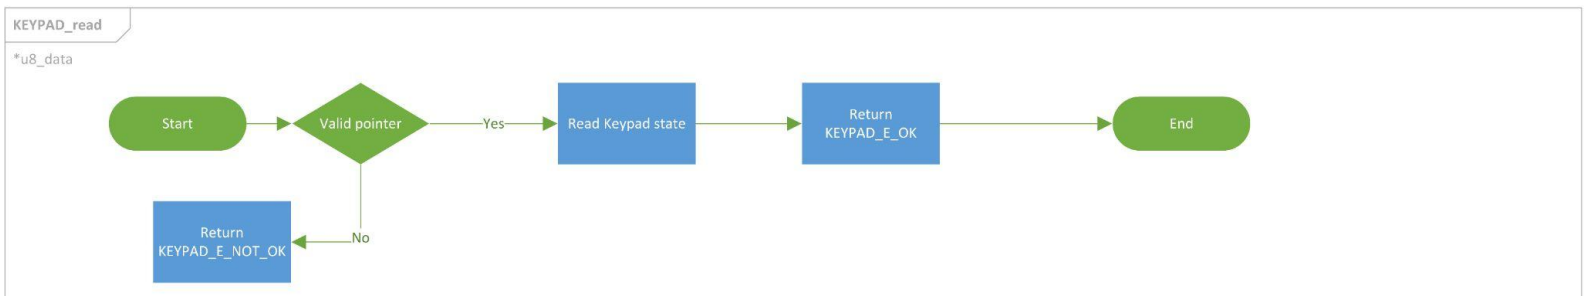 KEYPAD_read
*u8_data
Start
Valid pointer
Yes
Read Keypad state
Return
KEYPAD_E_OK
End
No
Return
KEYPAD_E_NOT_OK